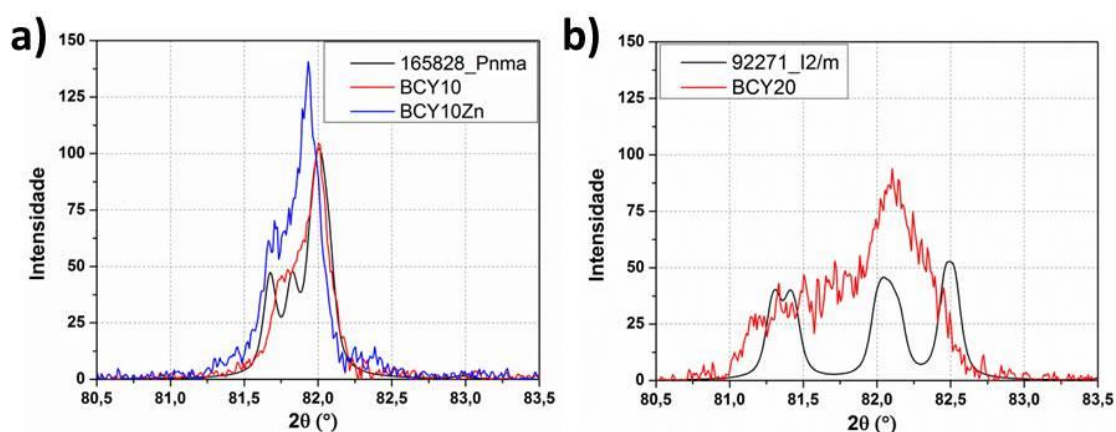 a)
150
125
100
75
50
25
0
Intensidade
165828_Pnma
BCY10
BCY10Zn
80,5 81,0 81,5 82,0 82,5 83,0 83,5
2θ (°)
b)
150
125
100
75
50
25
0
Intensidade
92271_I2/m
BCY20
80,5 81,0 81,5 82,0 82,5 83,0 83,5
2θ (°)